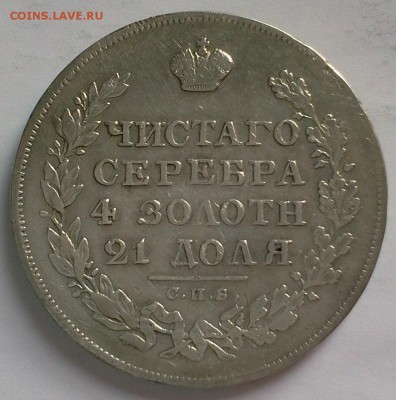 COINS.LAVE.RU
ЧИСТАГО
СЕРЕБРА
4 ЗОЛОТН
21 ДОЛЯ
С.П.Б.